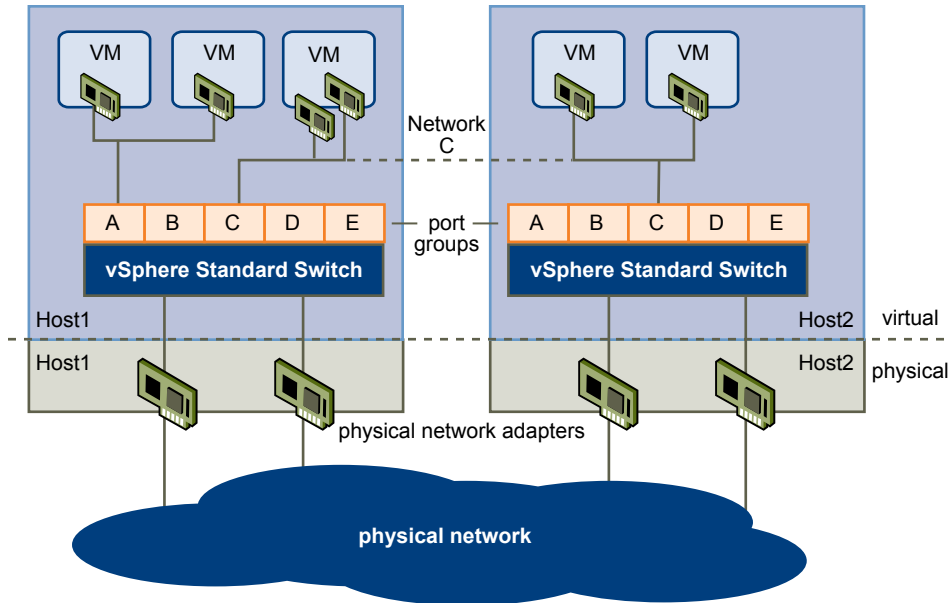 VM
VM
VM
VM
VM
Network
C
A B C D E
port
groups
A B C D E
vSphere Standard Switch
vSphere Standard Switch
Host1
Host2
virtual
Host1
Host2
physical
physical network adapters
physical network